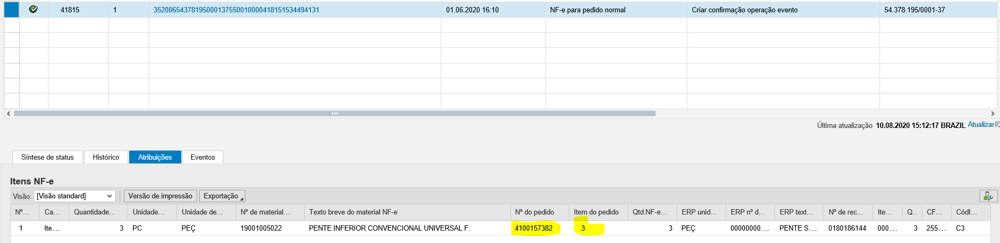 41815 1 35200654378195000137550010000418151534494131 01.06.2020 16:10 NF-e para pedido normal Criar confirmação operação evento 54.378.195/0001-37
Última atualização 10.08.2020 15:12:17 BRAZIL Atualizar
Síntese de status Histórico Atribuições Eventos
Itens NF-e
Visão: [Visão standard] Versão de impressão Exportação
Nº... Ca... Quantidade... Unidade... Unidade de... Nº de material... Texto breve do material NF-e Nº do pedido Item do pedido Qtd.NF-e... ERP unid... ERP nº d... ERP text... Nº de rec... Ite... Q.. CF... Códl...
1 Ite... 3 PC PEÇ 19001005022 PENTE INFERIOR CONVENCIONAL UNIVERSAL F. 4100157382 3 3 PEÇ 00000000... PENTE S... 0180186144 000... 3 255... C3